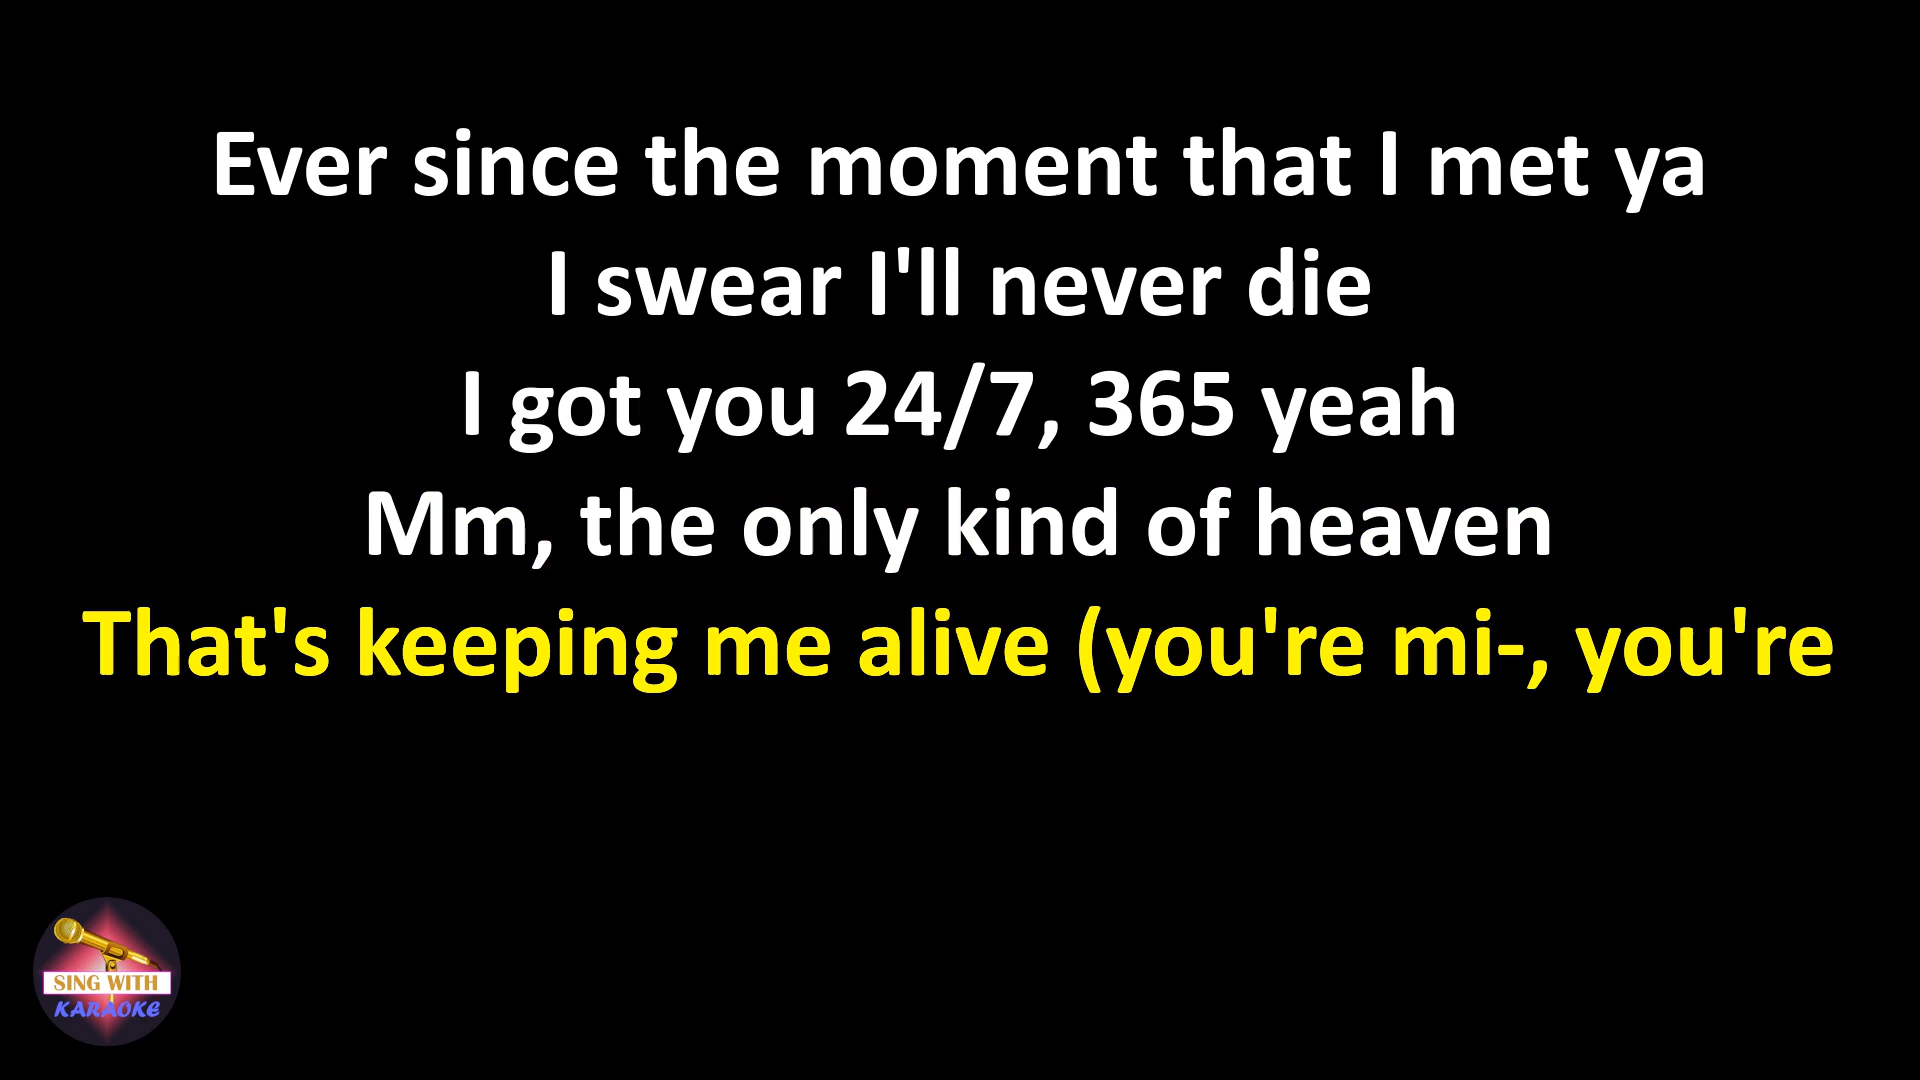 Ever since the moment that I met ya
I swear I'll never die
I got you 24/7, 365 yeah
Mm, the only kind of heaven
That's keeping me alive (you're mi-, you're
SING WITH
KARAOKE